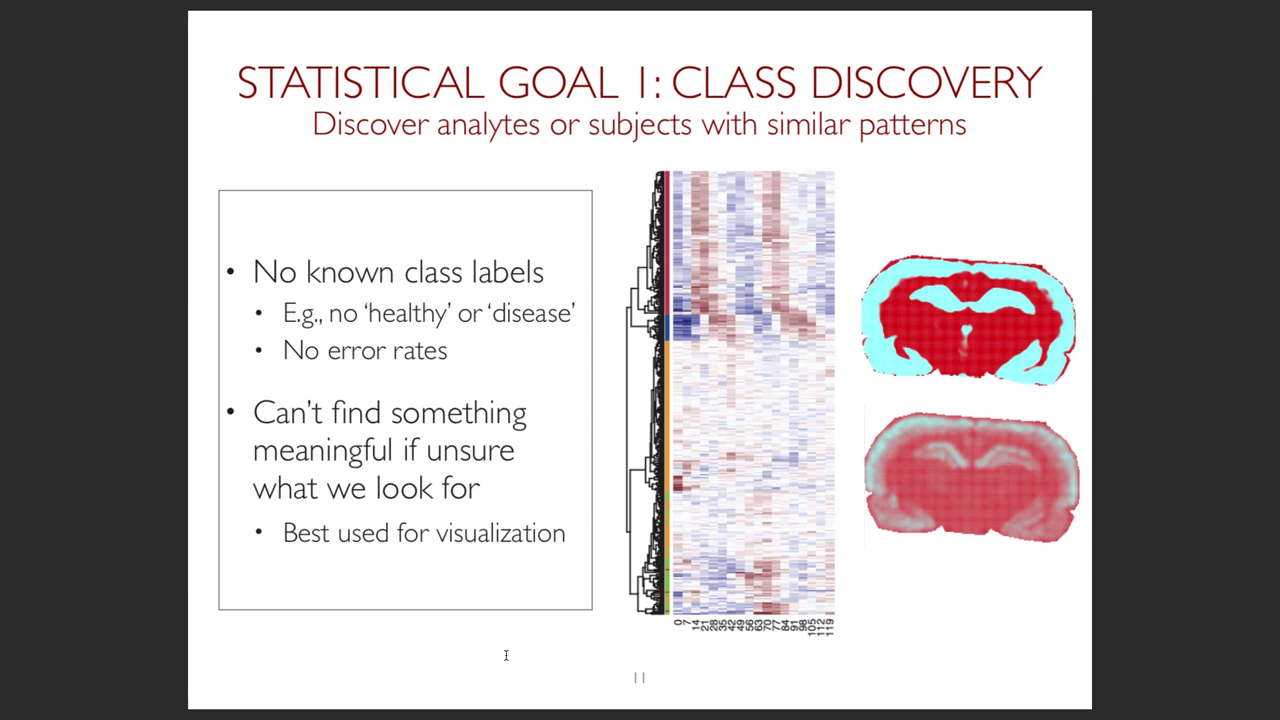 STATISTICAL GOAL 1: CLASS DISCOVERY
Discover analytes or subjects with similar patterns
• No known class labels
• E.g., no ‘healthy’ or ‘disease’
• No error rates
• Can’t find something
meaningful if unsure
what we look for
• Best used for visualization
0 7 14 21 28 35 42 49 56 63 70 77 84 91 98 105 112 119
11